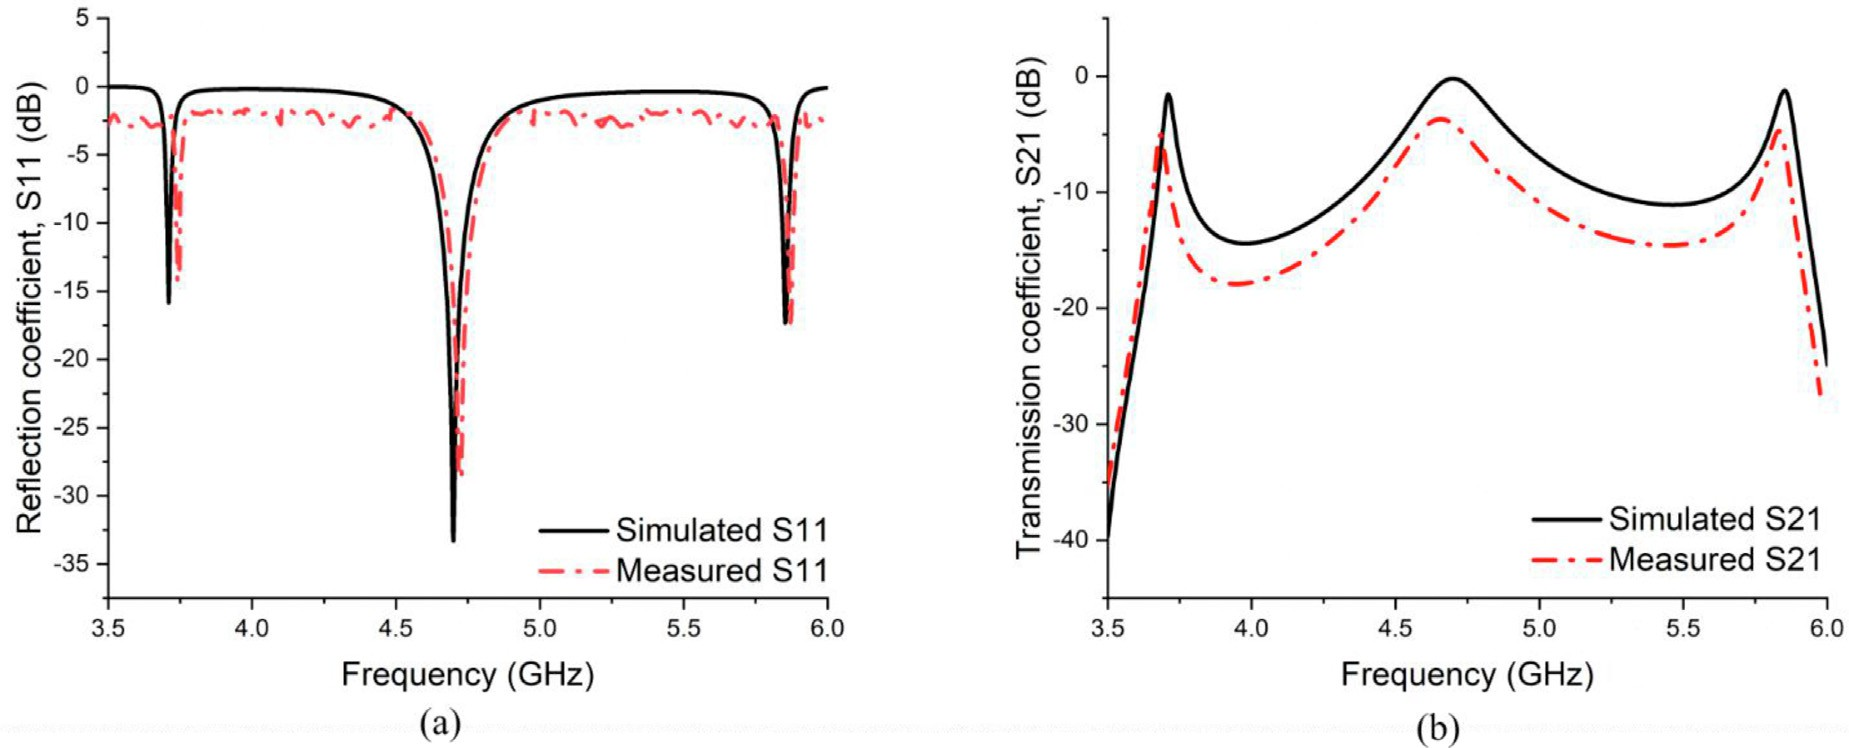 Reflection coefficient, S11 (dB)
5
0
-5
-10
-15
-20
-25
-30
-35
Simulated S11
Measured S11
3.5 4.0 4.5 5.0 5.5 6.0
Frequency (GHz)
(a)
Transmission coefficient, S21 (dB)
0
-10
-20
-30
-40
Simulated S21
Measured S21
3.5 4.0 4.5 5.0 5.5 6.0
Frequency (GHz)
(b)